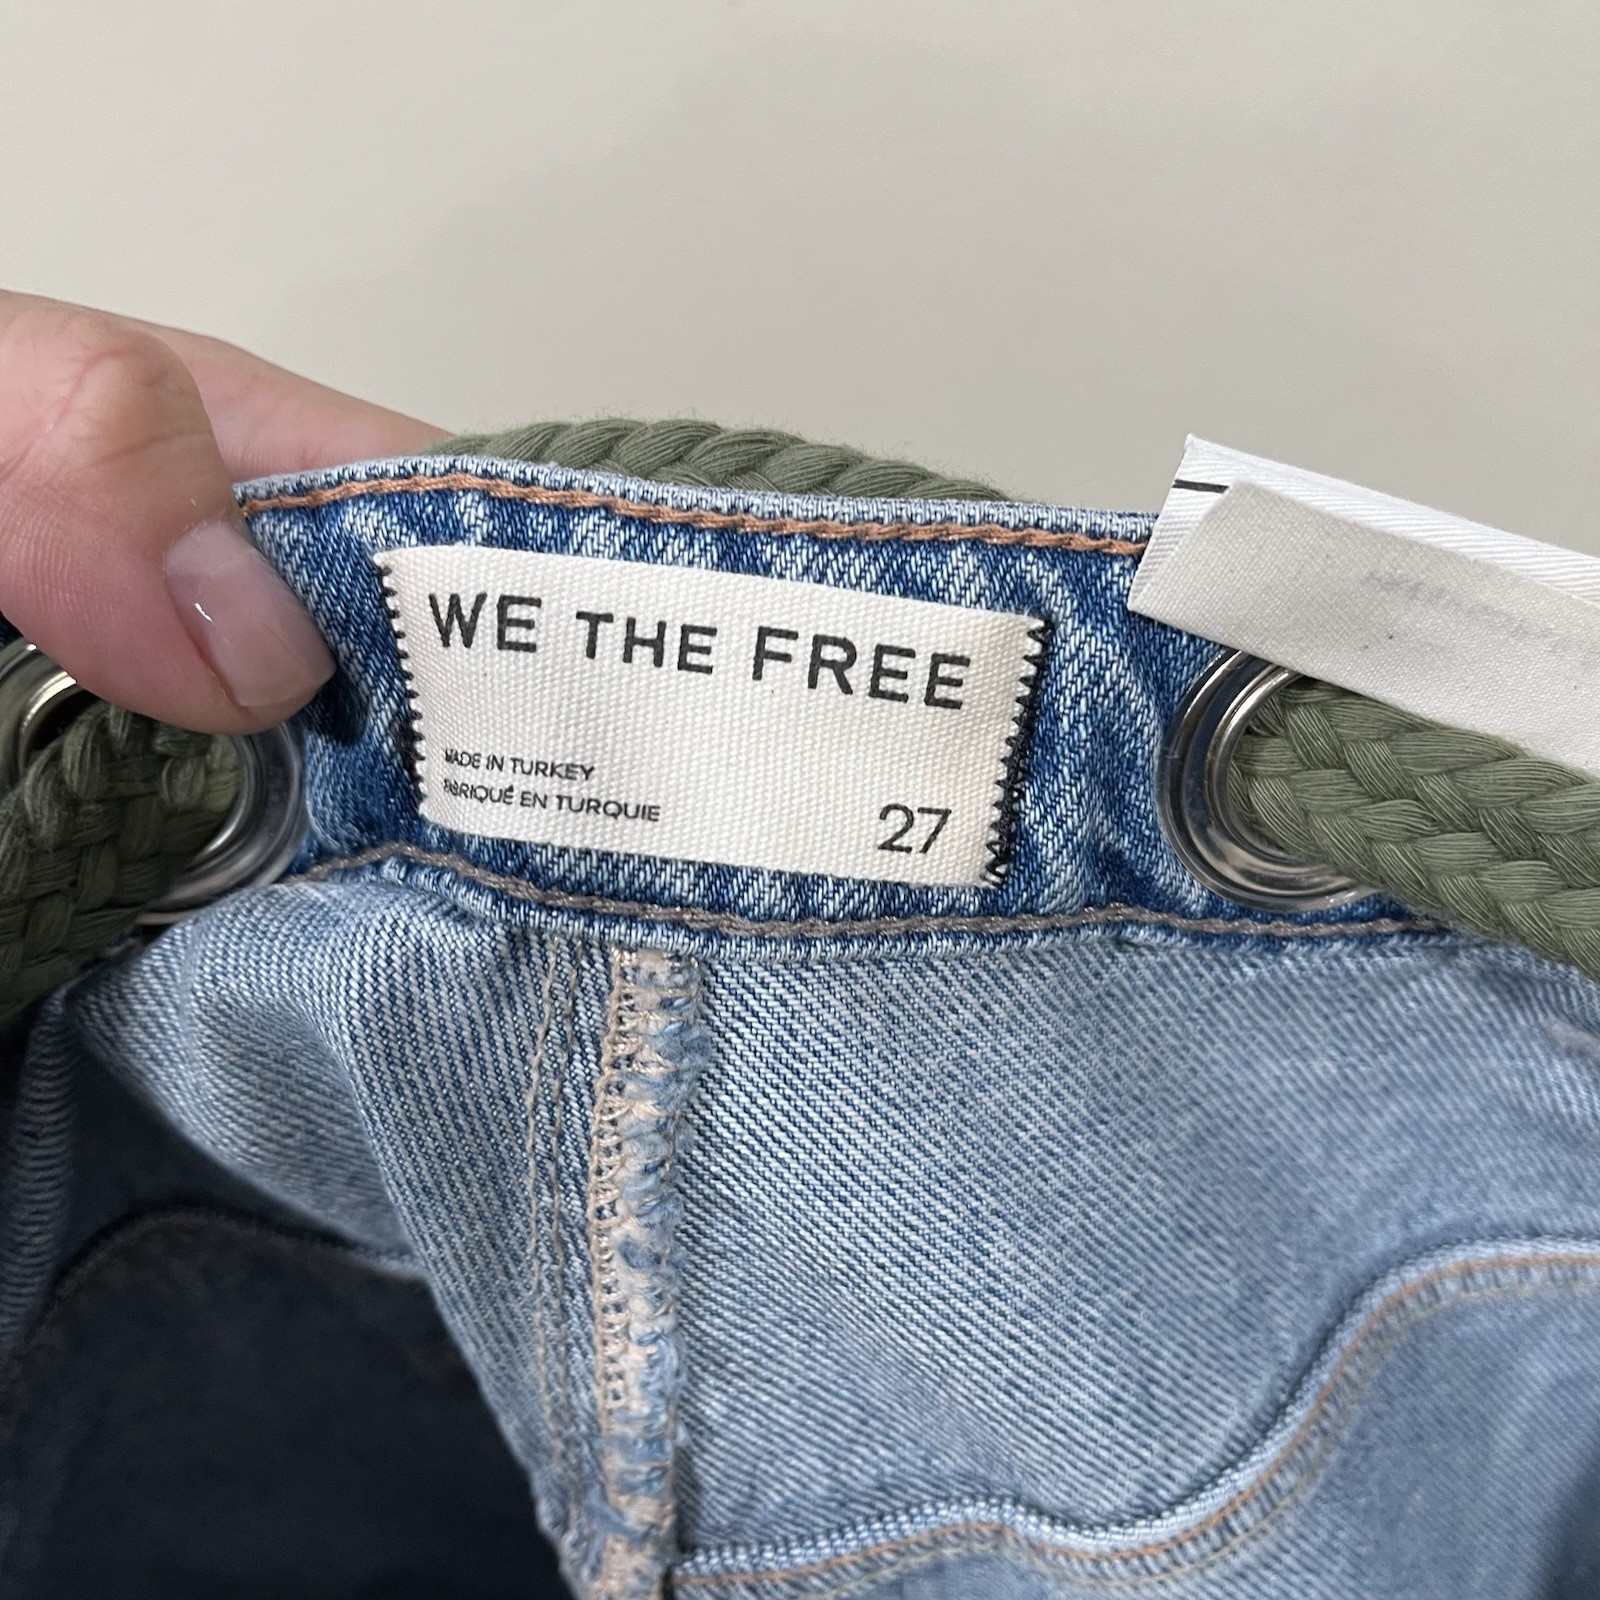 WE THE FREE
MADE IN TURKEY
FABRIQUÉ EN TURQUIE
27